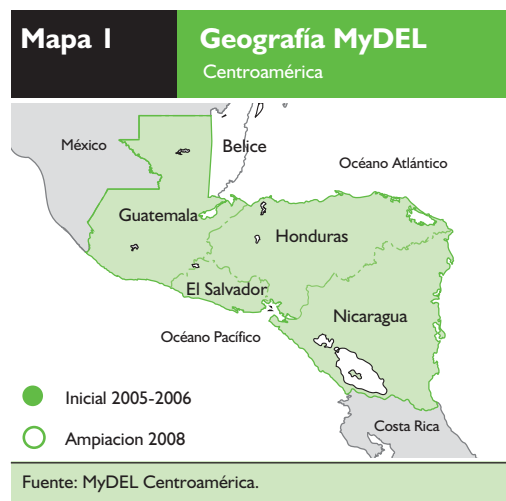 Mapa 1
Geografía MyDEL
Centroamérica
México
Belice
Océano Atlántico
Guatemala
Honduras
El Salvador
Nicaragua
Océano Pacífico
Inicial 2005-2006
Costa Rica
Ampiacion 2008
Fuente: MyDEL Centroamérica.